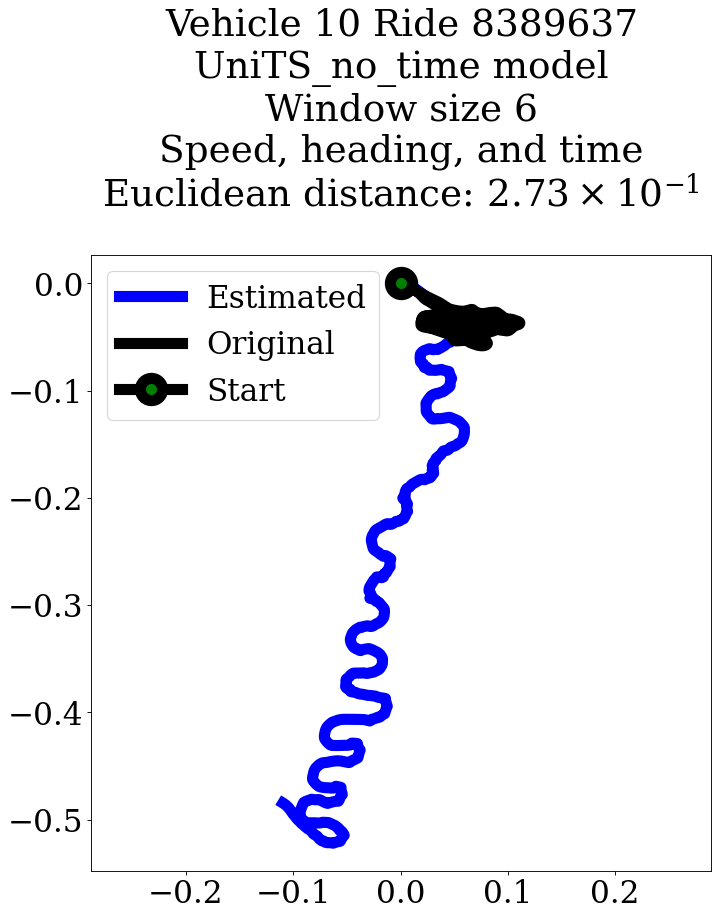 Vehicle 10 Ride 8389637
UniTS_no_time model
Window size 6
Speed, heading, and time
Euclidean distance: 2.73 × 10⁻¹
Estimated
Original
Start
0.0
−0.1
−0.2
−0.3
−0.4
−0.5
−0.2
−0.1
0.0
0.1
0.2